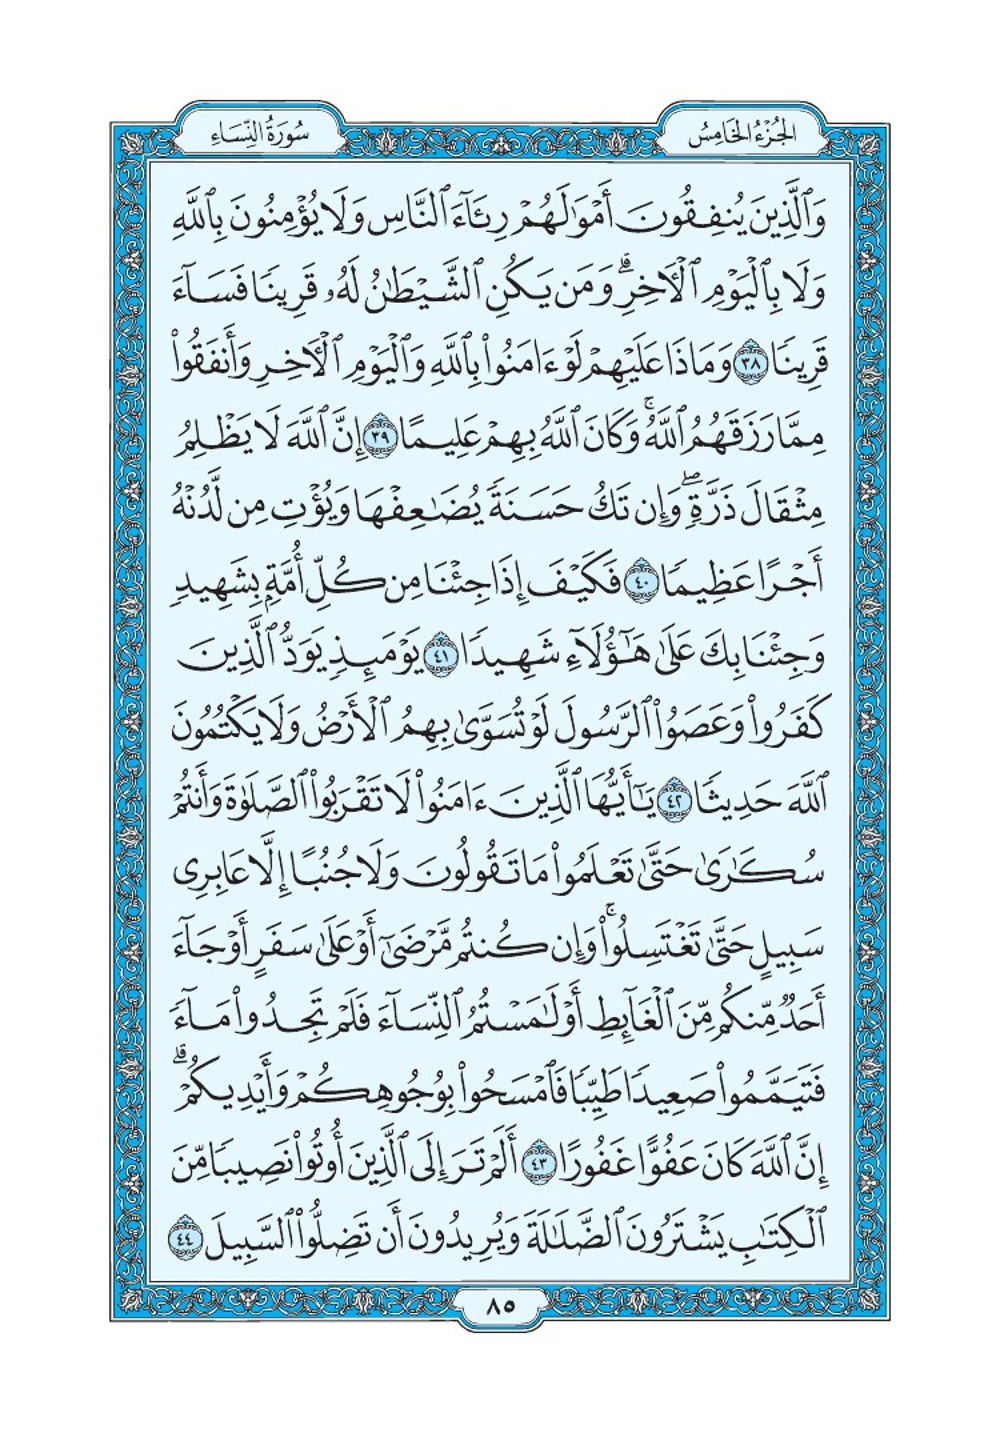 الجُزْءُ الخَامِسُ
سُورَةُ النِّسَاءِ
وَٱلَّذِينَ يُنفِقُونَ أَمْوَٰلَهُمْ رِئَآءَ ٱلنَّاسِ وَلَا يُؤْمِنُونَ بِٱللَّهِ
وَلَا بِٱلْيَوْمِ ٱلْأَخِرِ ۗ وَمَن يَكُنِ ٱلشَّيْطَٰنُ لَهُۥ قَرِينًا فَسَآءَ
قَرِينًا ٣٨ وَمَاذَا عَلَيْهِمْ لَوْ ءَامَنُوا۟ بِٱللَّهِ وَٱلْيَوْمِ ٱلْأَخِرِ وَأَنفَقُوا۟
مِمَّا رَزَقَهُمُ ٱللَّهُ ۚ وَكَانَ ٱللَّهُ بِهِمْ عَلِيمًا ٣٩ إِنَّ ٱللَّهَ لَا يَظْلِمُ
مِثْقَالَ ذَرَّةٍ ۖ وَإِن تَكُ حَسَنَةً يُضَٰعِفْهَا وَيُؤْتِ مِن لَّدُنْهُ
أَجْرًا عَظِيمًا ٤٠ فَكَيْفَ إِذَا جِئْنَا مِن كُلِّ أُمَّةٍۭ بِشَهِيدٍ
وَجِئْنَا بِكَ عَلَىٰ هَٰٓؤُلَآءِ شَهِيدًا ٤١ يَوْمَئِذٍ يَوَدُّ ٱلَّذِينَ
كَفَرُوا۟ وَعَصَوُا۟ ٱلرَّسُولَ لَوْ تُسَوَّىٰ بِهِمُ ٱلْأَرْضُ وَلَا يَكْتُمُونَ
ٱللَّهَ حَدِيثًا ٤٢ يَٰٓأَيُّهَا ٱلَّذِينَ ءَامَنُوا۟ لَا تَقْرَبُوا۟ ٱلصَّلَوٰةَ وَأَنتُمْ
سُكَٰرَىٰ حَتَّىٰ تَعْلَمُوا۟ مَا تَقُولُونَ وَلَا جُنُبًا إِلَّا عَابِرِى
سَبِيلٍ حَتَّىٰ تَغْتَسِلُوا۟ ۚ وَإِن كُنتُم مَّرْضَىٰٓ أَوْ عَلَىٰ سَفَرٍ أَوْ جَآءَ
أَحَدٌ مِّنكُم مِّنَ ٱلْغَآئِطِ أَوْ لَٰمَسْتُمُ ٱلنِّسَآءَ فَلَمْ تَجِدُوا۟ مَآءً
فَتَيَمَّمُوا۟ صَعِيدًا طَيِّبًا فَٱمْسَحُوا۟ بِوُجُوهِكُمْ وَأَيْدِيكُمْ ۗ
إِنَّ ٱللَّهَ كَانَ عَفُوًّا غَفُورًا ٤٣ أَلَمْ تَرَ إِلَى ٱلَّذِينَ أُوتُوا۟ نَصِيبًا مِّنَ
ٱلْكِتَٰبِ يَشْتَرُونَ ٱلضَّلَٰلَةَ وَيُرِيدُونَ أَن تَضِلُّوا۟ ٱلسَّبِيلَ ٤٤
٨٥